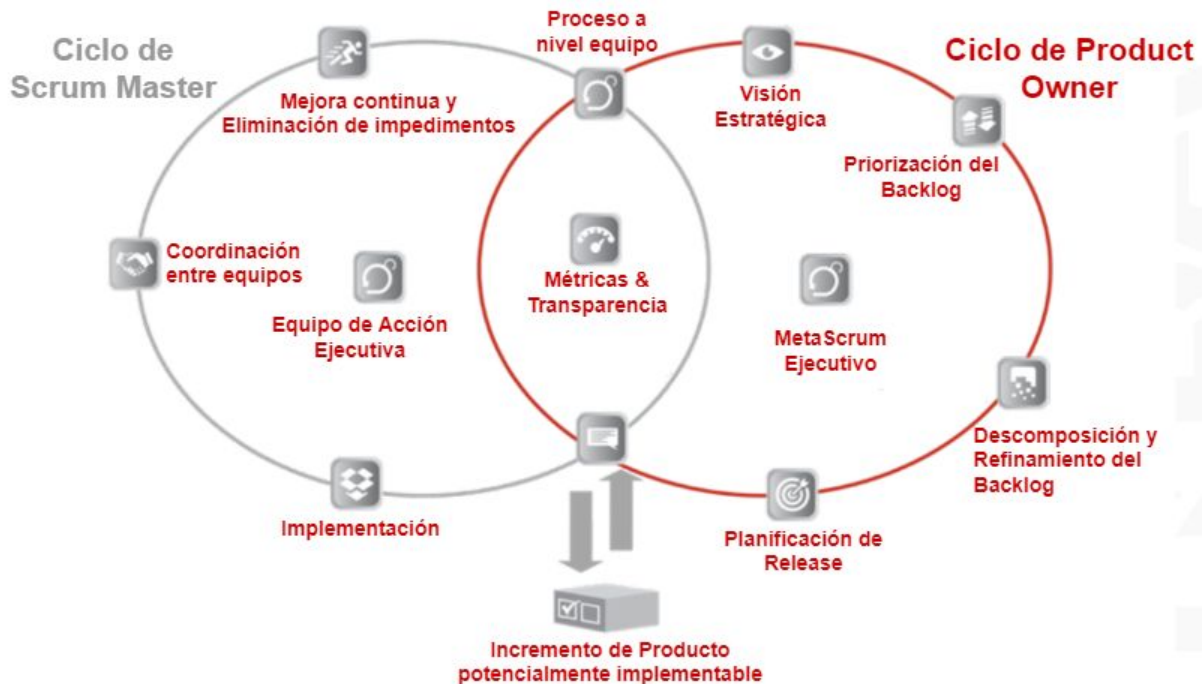 Ciclo de
Scrum Master
Proceso a
nivel equipo
Ciclo de Product
Owner
Mejora continua y
Eliminación de impedimentos
Visión
Estratégica
Priorización del
Backlog
Coordinación
entre equipos
Equipo de Acción
Ejecutiva
Métricas &
Transparencia
MetaScrum
Ejecutivo
Descomposición y
Refinamiento del
Backlog
Implementación
Planificación de
Release
Incremento de Producto
potencialmente implementable